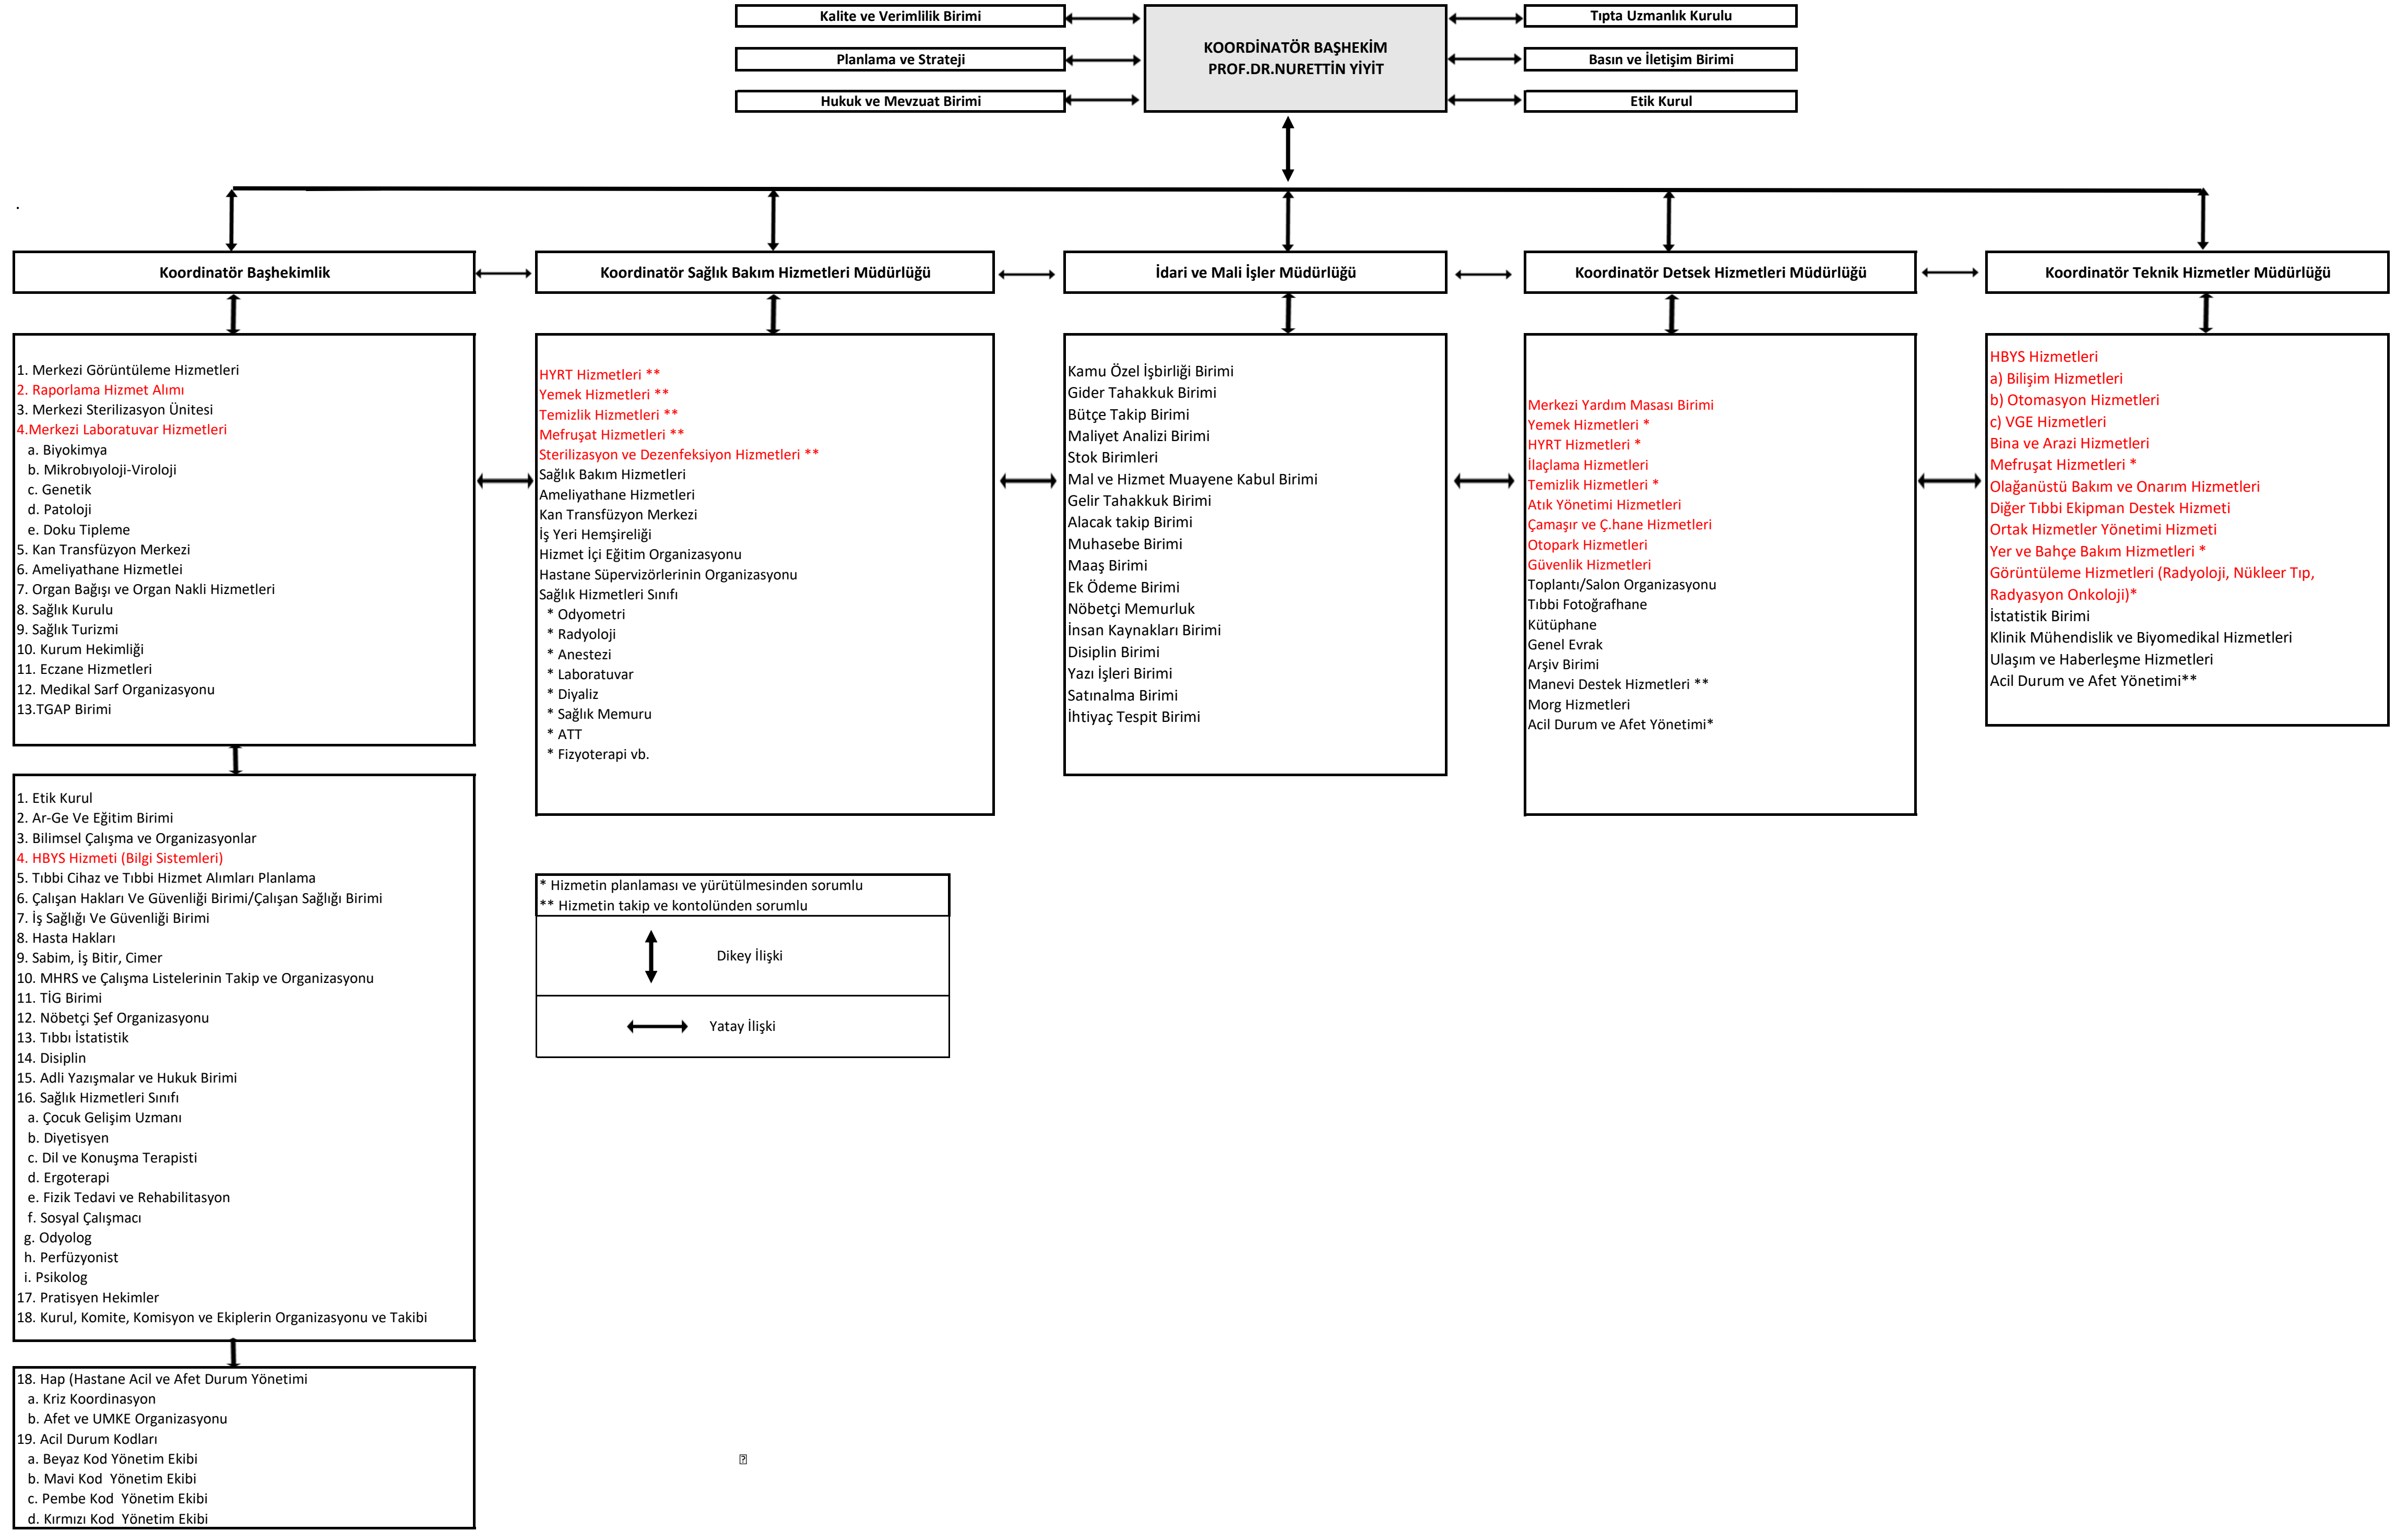 Kalite ve Verimlilik Birimi
Planlama ve Strateji
Hukuk ve Mevzuat Birimi
KOORDİNATÖR BAŞHEKİM
PROF.DR.NURETTİN YİYİT
Tıpta Uzmanlık Kurulu
Basın ve İletişim Birimi
Etik Kurul
.
Koordinatör Başhekimlik
Koordinatör Sağlık Bakım Hizmetleri Müdürlüğü
İdari ve Mali İşler Müdürlüğü
Koordinatör Detsek Hizmetleri Müdürlüğü
Koordinatör Teknik Hizmetler Müdürlüğü
1. Merkezi Görüntüleme Hizmetleri
2. Raporlama Hizmet Alımı
3. Merkezi Sterilizasyon Ünitesi
4.Merkezi Laboratuvar Hizmetleri
a. Biyokimya
b. Mikrobıyoloji-Viroloji
c. Genetik
d. Patoloji
e. Doku Tipleme
5. Kan Transfüzyon Merkezi
6. Ameliyathane Hizmetlei
7. Organ Bağışı ve Organ Nakli Hizmetleri
8. Sağlık Kurulu
9. Sağlık Turizmi
10. Kurum Hekimliği
11. Eczane Hizmetleri
12. Medikal Sarf Organizasyonu
13.TGAP Birimi
1. Etik Kurul
2. Ar-Ge Ve Eğitim Birimi
3. Bilimsel Çalışma ve Organizasyonlar
4. HBYS Hizmeti (Bilgi Sistemleri)
5. Tıbbi Cihaz ve Tıbbi Hizmet Alımları Planlama
6. Çalışan Hakları Ve Güvenliği Birimi/Çalışan Sağlığı Birimi
7. İş Sağlığı Ve Güvenliği Birimi
8. Hasta Hakları
9. Sabim, İş Bitir, Cimer
10. MHRS ve Çalışma Listelerinin Takip ve Organizasyonu
11. TİG Birimi
12. Nöbetçi Şef Organizasyonu
13. Tıbbı İstatistik
14. Disiplin
15. Adli Yazışmalar ve Hukuk Birimi
16. Sağlık Hizmetleri Sınıfı
a. Çocuk Gelişim Uzmanı
b. Diyetisyen
c. Dil ve Konuşma Terapisti
d. Ergoterapi
e. Fizik Tedavi ve Rehabilitasyon
f. Sosyal Çalışmacı
g. Odyolog
h. Perfüzyonist
i. Psikolog
17. Pratisyen Hekimler
18. Kurul, Komite, Komisyon ve Ekiplerin Organizasyonu ve Takibi
18. Hap (Hastane Acil ve Afet Durum Yönetimi
a. Kriz Koordinasyon
b. Afet ve UMKE Organizasyonu
19. Acil Durum Kodları
a. Beyaz Kod Yönetim Ekibi
b. Mavi Kod  Yönetim Ekibi
c. Pembe Kod  Yönetim Ekibi
d. Kırmızı Kod  Yönetim Ekibi
HYRT Hizmetleri **
Yemek Hizmetleri **
Temizlik Hizmetleri **
Mefruşat Hizmetleri **
Sterilizasyon ve Dezenfeksiyon Hizmetleri **
Sağlık Bakım Hizmetleri
Ameliyathane Hizmetleri
Kan Transfüzyon Merkezi
İş Yeri Hemşireliği
Hizmet İçi Eğitim Organizasyonu
Hastane Süpervizörlerinin Organizasyonu
Sağlık Hizmetleri Sınıfı
* Odyometri
* Radyoloji
* Anestezi
* Laboratuvar
* Diyaliz
* Sağlık Memuru
* ATT
* Fizyoterapi vb.
* Hizmetin planlaması ve yürütülmesinden sorumlu
** Hizmetin takip ve kontolünden sorumlu
Dikey İlişki
Yatay İlişki
Kamu Özel İşbirliği Birimi
Gider Tahakkuk Birimi
Bütçe Takip Birimi
Maliyet Analizi Birimi
Stok Birimleri
Mal ve Hizmet Muayene Kabul Birimi
Gelir Tahakkuk Birimi
Alacak takip Birimi
Muhasebe Birimi
Maaş Birimi
Ek Ödeme Birimi
Nöbetçi Memurluk
İnsan Kaynakları Birimi
Disiplin Birimi
Yazı İşleri Birimi
Satınalma Birimi
İhtiyaç Tespit Birimi
Merkezi Yardım Masası Birimi
Yemek Hizmetleri *
HYRT Hizmetleri *
İlaçlama Hizmetleri
Temizlik Hizmetleri *
Atık Yönetimi Hizmetleri
Çamaşır ve Ç.hane Hizmetleri
Otopark Hizmetleri
Güvenlik Hizmetleri
Toplantı/Salon Organizasyonu
Tıbbi Fotoğrafhane
Kütüphane
Genel Evrak
Arşiv Birimi
Manevi Destek Hizmetleri **
Morg Hizmetleri
Acil Durum ve Afet Yönetimi*
HBYS Hizmetleri
a) Bilişim Hizmetleri
b) Otomasyon Hizmetleri
c) VGE Hizmetleri
Bina ve Arazi Hizmetleri
Mefruşat Hizmetleri *
Olağanüstü Bakım ve Onarım Hizmetleri
Diğer Tıbbi Ekipman Destek Hizmeti
Ortak Hizmetler Yönetimi Hizmeti
Yer ve Bahçe Bakım Hizmetleri *
Görüntüleme Hizmetleri (Radyoloji, Nükleer Tıp,
Radyasyon Onkoloji)*
İstatistik Birimi
Klinik Mühendislik ve Biyomedikal Hizmetleri
Ulaşım ve Haberleşme Hizmetleri
Acil Durum ve Afet Yönetimi**